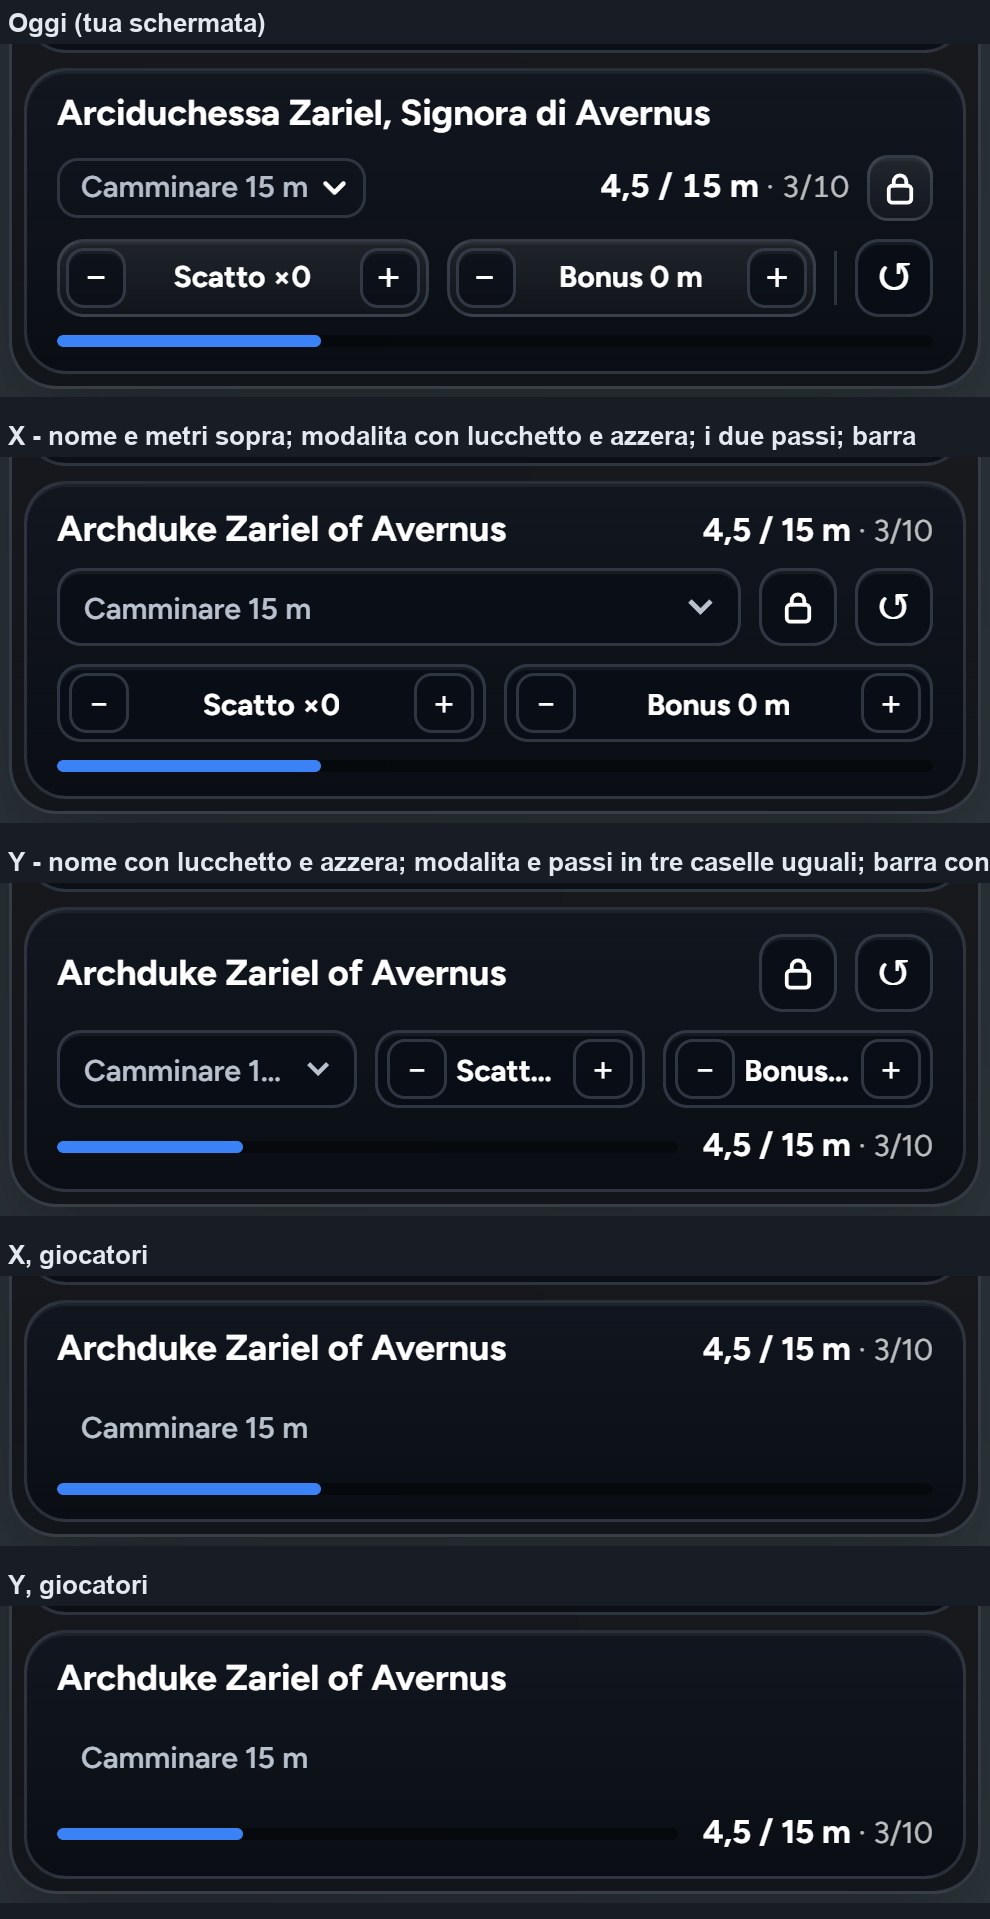 Oggi (tua schermata)
Arciduchessa Zariel, Signora di Avernus
Camminare 15 m 4,5 / 15 m · 3/10
− Scatto ×0 + − Bonus 0 m + ↺
X - nome e metri sopra; modalita con lucchetto e azzera; i due passi; barra
Archduke Zariel of Avernus 4,5 / 15 m · 3/10
Camminare 15 m ↺
− Scatto ×0 + − Bonus 0 m +
Y - nome con lucchetto e azzera; modalita e passi in tre caselle uguali; barra con
Archduke Zariel of Avernus ↺
Camminare 1... − Scatt... + − Bonus... +
4,5 / 15 m · 3/10
X, giocatori
Archduke Zariel of Avernus 4,5 / 15 m · 3/10
Camminare 15 m
Y, giocatori
Archduke Zariel of Avernus
Camminare 15 m
4,5 / 15 m · 3/10